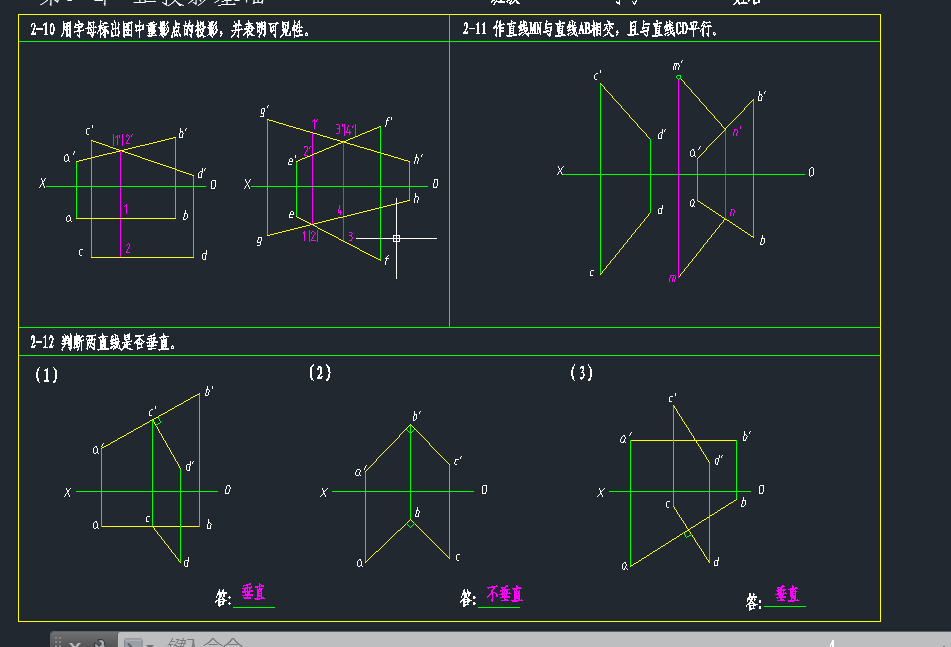 2-10 用字母标出图中重影点的投影，并表明可见性。
2-11 作直线MN与直线AB相交，且与直线CD平行。
c' (1')2' b'
a' d'
X O
a 1 b
c 2 d
g' 1' 3'(4') f'
e' 2' h'
X O
e 4 h
g 1(2) 3 f
c' m' b'
d' n'
a'
X O
d a n
b
c m
2-12 判断两直线是否垂直。
(1) (2) (3)
b'
c'
a' d'
X O
a c b
d
答: 垂直
b'
a' c'
X O
b
a c
答: 不垂直
c'
a' b'
d'
X O
c b
a d
答: 垂直
键入命令